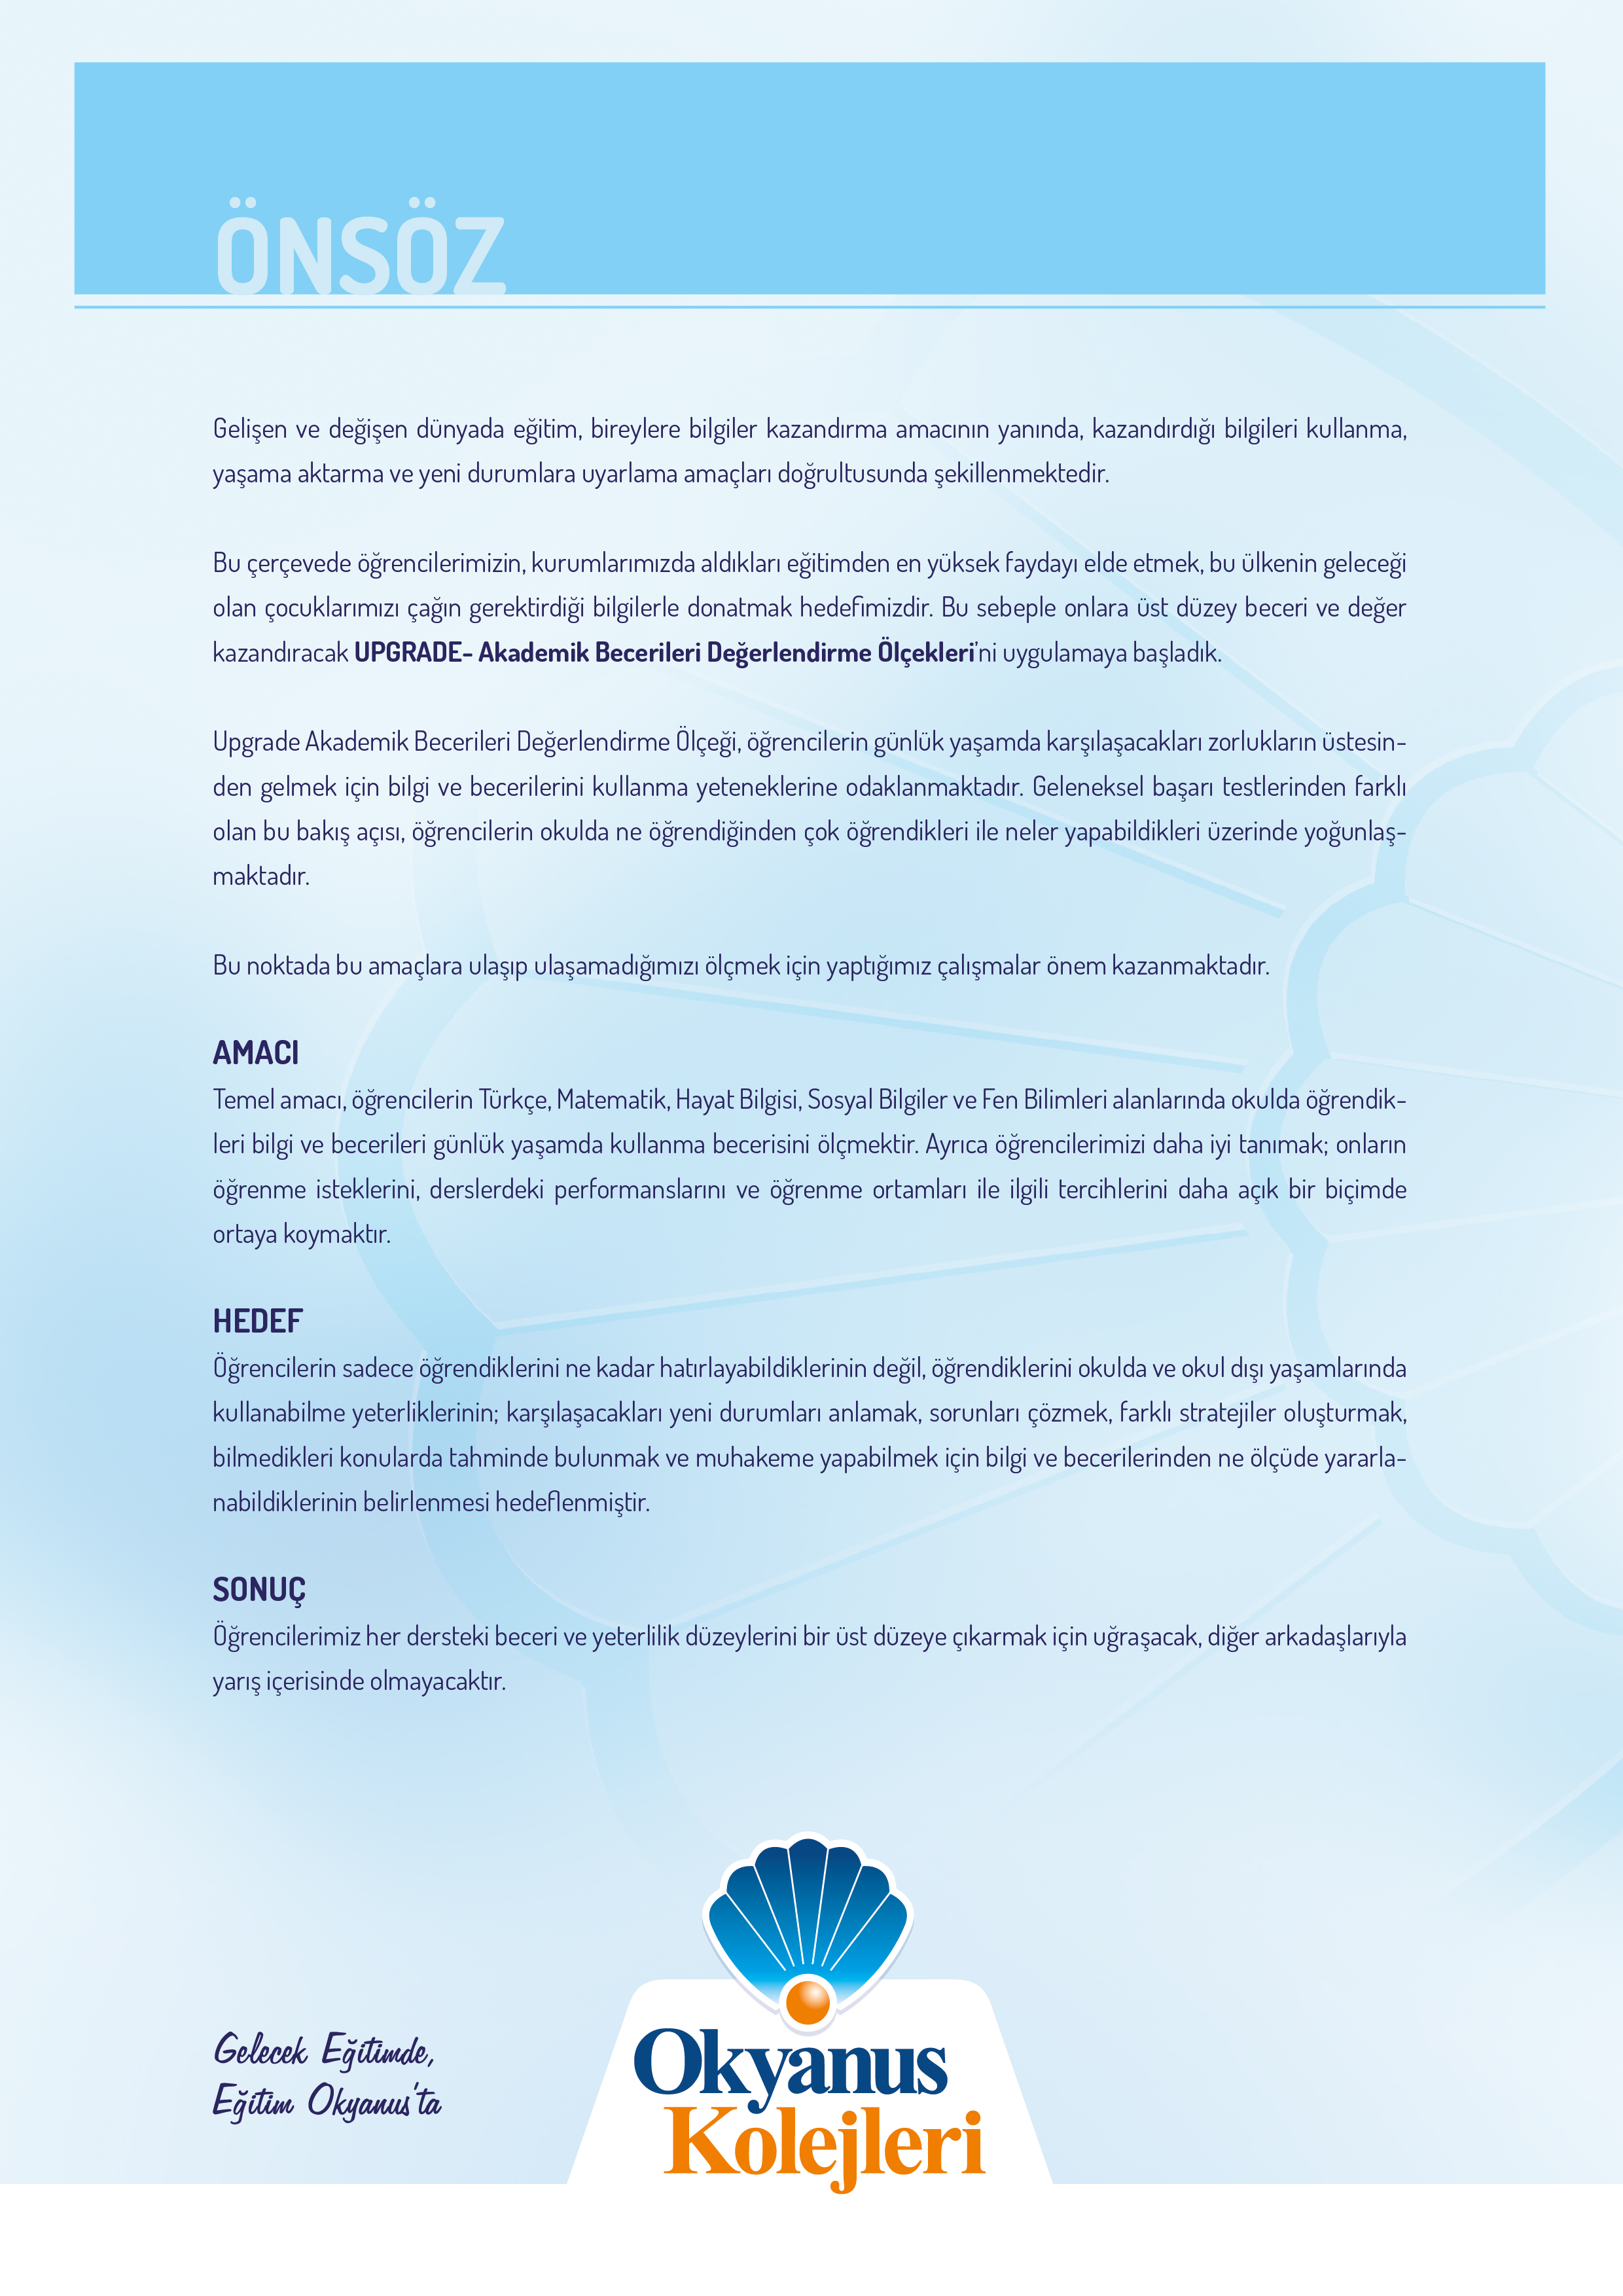 ÖNSÖZ
Gelişen ve değişen dünyada eğitim, bireylere bilgiler kazandırma amacının yanında, kazandırdığı bilgileri kullanma,
yaşama aktarma ve yeni durumlara uyarlama amaçları doğrultusunda şekillenmektedir.
Bu çerçevede öğrencilerimizin, kurumlarımızda aldıkları eğitimden en yüksek faydayı elde etmek, bu ülkenin geleceği
olan çocuklarımızı çağın gerektirdiği bilgilerle donatmak hedefimizdir. Bu sebeple onlara üst düzey beceri ve değer
kazandıracak UPGRADE- Akademik Becerileri Değerlendirme Ölçekleri'ni uygulamaya başladık.
Upgrade Akademik Becerileri Değerlendirme Ölçeği, öğrencilerin günlük yaşamda karşılaşacakları zorlukların üstesin-
den gelmek için bilgi ve becerilerini kullanma yeteneklerine odaklanmaktadır. Geleneksel başarı testlerinden farklı
olan bu bakış açısı, öğrencilerin okulda ne öğrendiğinden çok öğrendikleri ile neler yapabildikleri üzerinde yoğunlaş-
maktadır.
Bu noktada bu amaçlara ulaşıp ulaşamadığımızı ölçmek için yaptığımız çalışmalar önem kazanmaktadır.
AMACI
Temel amacı, öğrencilerin Türkçe, Matematik, Hayat Bilgisi, Sosyal Bilgiler ve Fen Bilimleri alanlarında okulda öğrendik-
leri bilgi ve becerileri günlük yaşamda kullanma becerisini ölçmektir. Ayrıca öğrencilerimizi daha iyi tanımak; onların
öğrenme isteklerini, derslerdeki performanslarını ve öğrenme ortamları ile ilgili tercihlerini daha açık bir biçimde
ortaya koymaktır.
HEDEF
Öğrencilerin sadece öğrendiklerini ne kadar hatırlayabildiklerinin değil, öğrendiklerini okulda ve okul dışı yaşamlarında
kullanabilme yeterliklerinin; karşılaşacakları yeni durumları anlamak, sorunları çözmek, farklı stratejiler oluşturmak,
bilmedikleri konularda tahminde bulunmak ve muhakeme yapabilmek için bilgi ve becerilerinden ne ölçüde yararla-
nabildiklerinin belirlenmesi hedeflenmiştir.
SONUÇ
Öğrencilerimiz her dersteki beceri ve yeterlilik düzeylerini bir üst düzeye çıkarmak için uğraşacak, diğer arkadaşlarıyla
yarış içerisinde olmayacaktır.
Gelecek Eğitimde,
Eğitim Okyanus'ta
Okyanus
Kolejleri